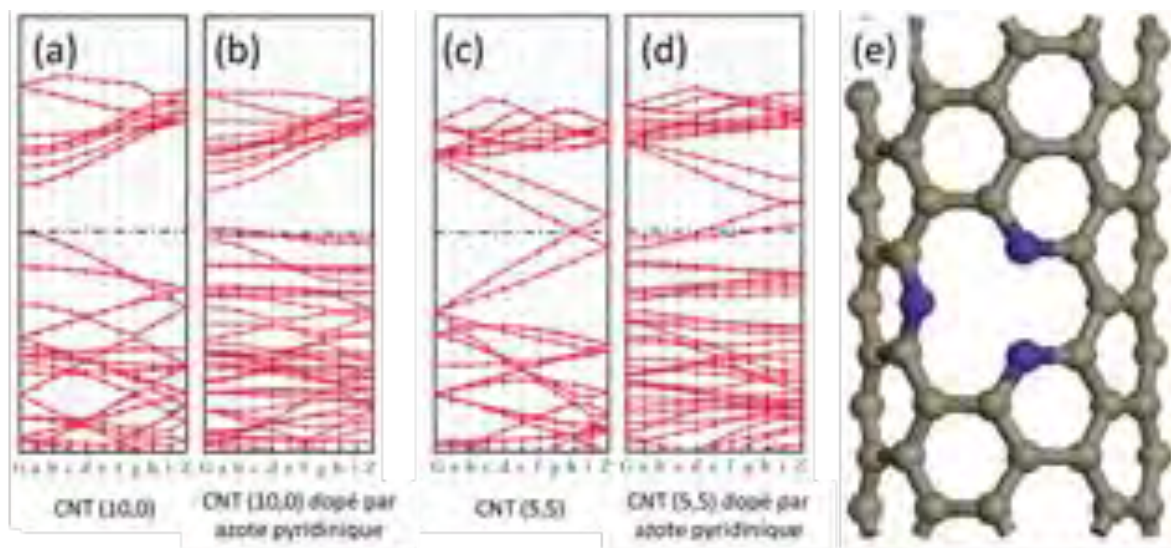 (a)
(b)
(c)
(d)
(e)
G a b c d e f g h i Z
G a b c d e f g h i Z
G a b c d e f g h i Z
G a b c d e f g h i Z
CNT (10,0)
CNT (10,0) dopé par
azote pyridinique
CNT (5,5)
CNT (5,5) dopé par
azote pyridinique